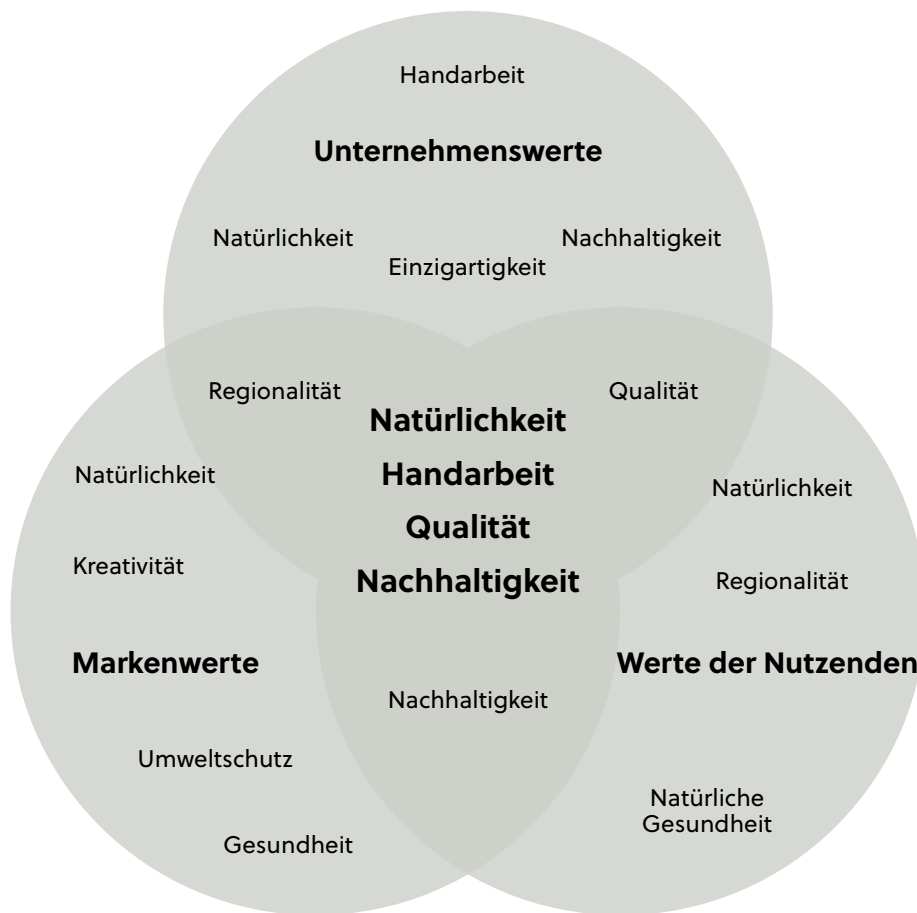 Handarbeit
Unternehmenswerte
Natürlichkeit
Nachhaltigkeit
Einzigartigkeit
Regionalität
Qualität
Natürlichkeit
Handarbeit
Qualität
Nachhaltigkeit
Natürlichkeit
Natürlichkeit
Kreativität
Regionalität
Markenwerte
Werte der Nutzenden
Nachhaltigkeit
Umweltschutz
Natürliche
Gesundheit
Gesundheit